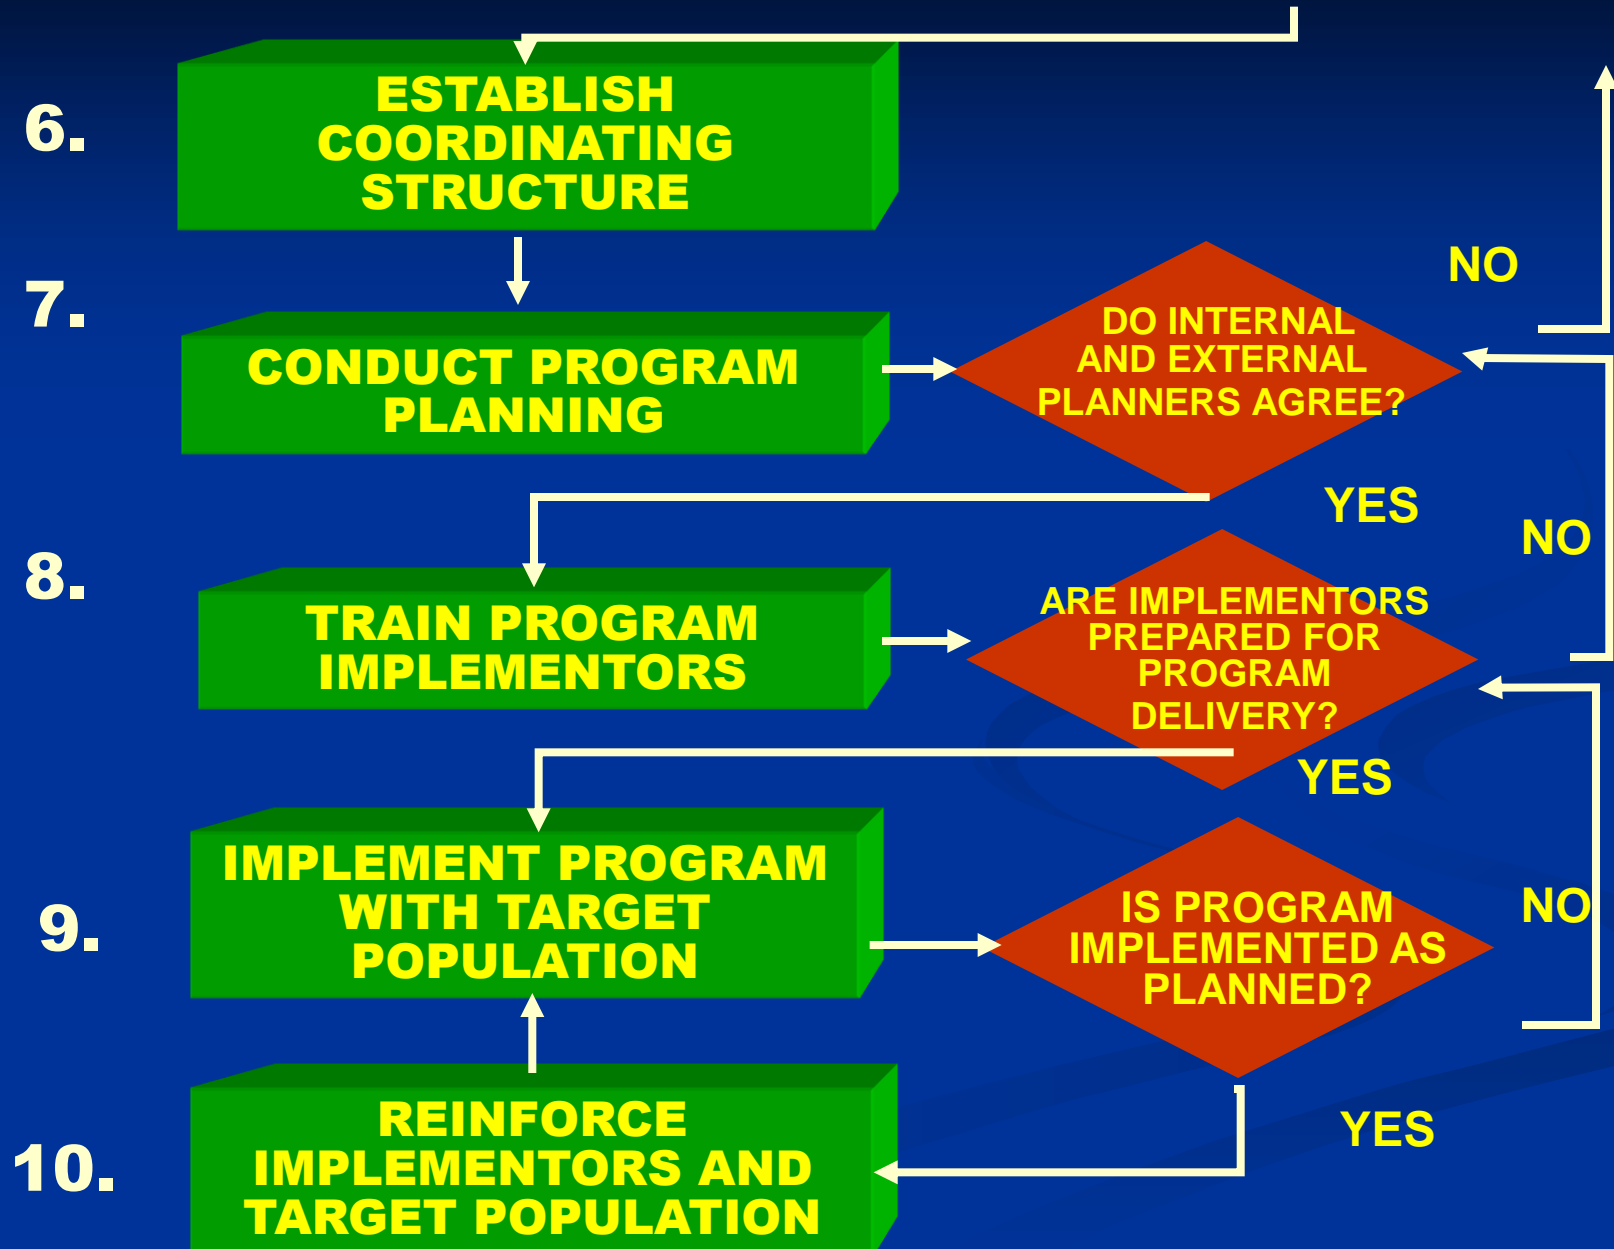 6.
ESTABLISH
COORDINATING
STRUCTURE
7.
CONDUCT PROGRAM
PLANNING
DO INTERNAL
AND EXTERNAL
PLANNERS AGREE?
NO
YES
8.
TRAIN PROGRAM
IMPLEMENTORS
ARE IMPLEMENTORS
PREPARED FOR
PROGRAM
DELIVERY?
NO
YES
9.
IMPLEMENT PROGRAM
WITH TARGET
POPULATION
IS PROGRAM
IMPLEMENTED AS
PLANNED?
NO
YES
10.
REINFORCE
IMPLEMENTORS AND
TARGET POPULATION